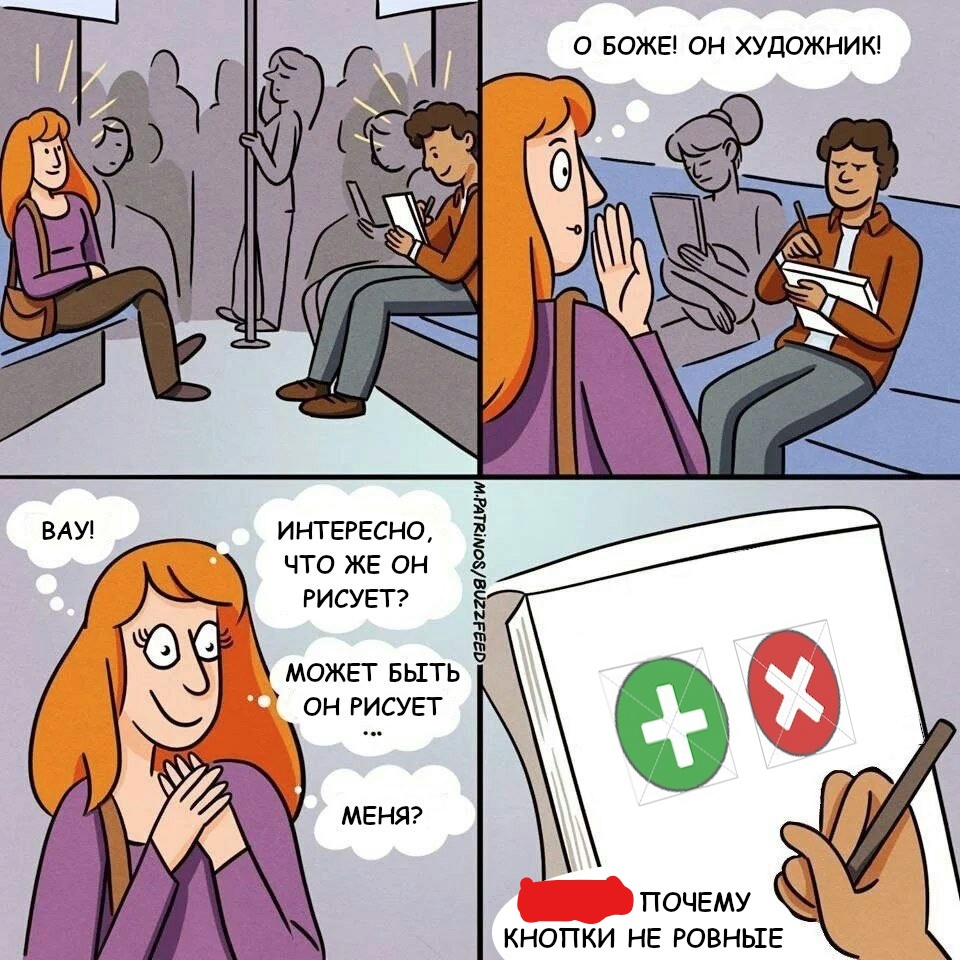 О БОЖЕ! ОН ХУДОЖНИК!
ВАУ!
ИНТЕРЕСНО,
ЧТО ЖЕ ОН
РИСУЕТ?
МОЖЕТ БЫТЬ
ОН РИСУЕТ
...
МЕНЯ?
M.PATRINOS/BUZZFEED
ПОЧЕМУ
КНОПКИ НЕ РОВНЫЕ